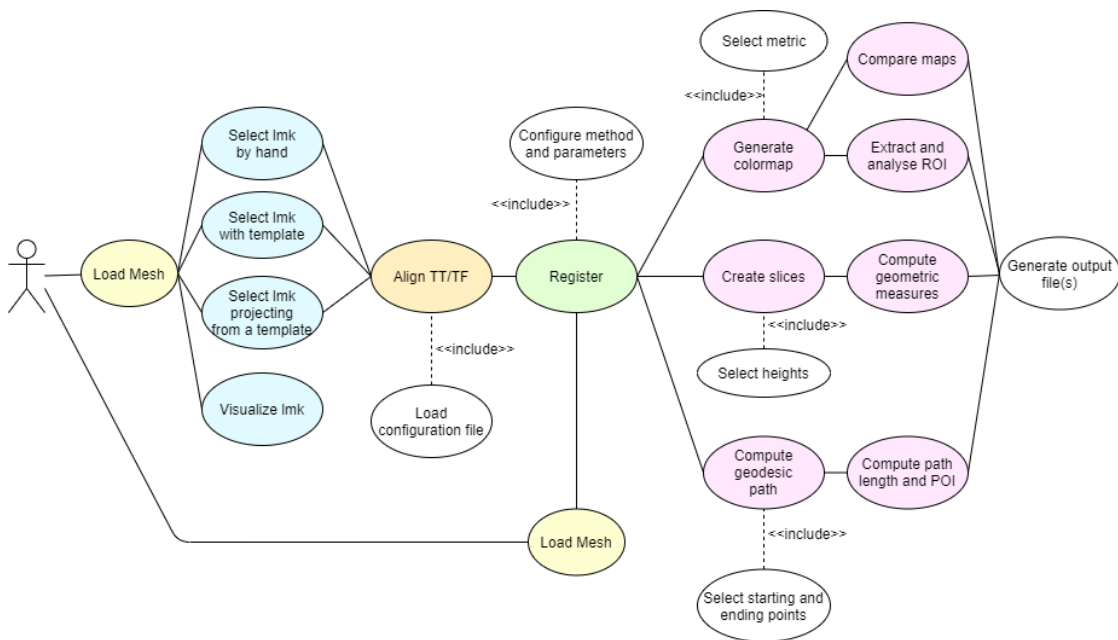 Select metric
<<include>>
Compare maps
Select lmk
by hand
Configure method
and parameters
<<include>>
Generate
colormap
Extract and
analyse ROI
Select lmk
with template
Load Mesh
Select lmk
projecting
from a template
Align TT/TF
Register
Create slices
Compute
geometric
measures
Generate output
file(s)
<<include>>
<<include>>
Select heights
Visualize lmk
Load
configuration file
Compute
geodesic
path
Compute path
length and POI
Load Mesh
<<include>>
Select starting and
ending points